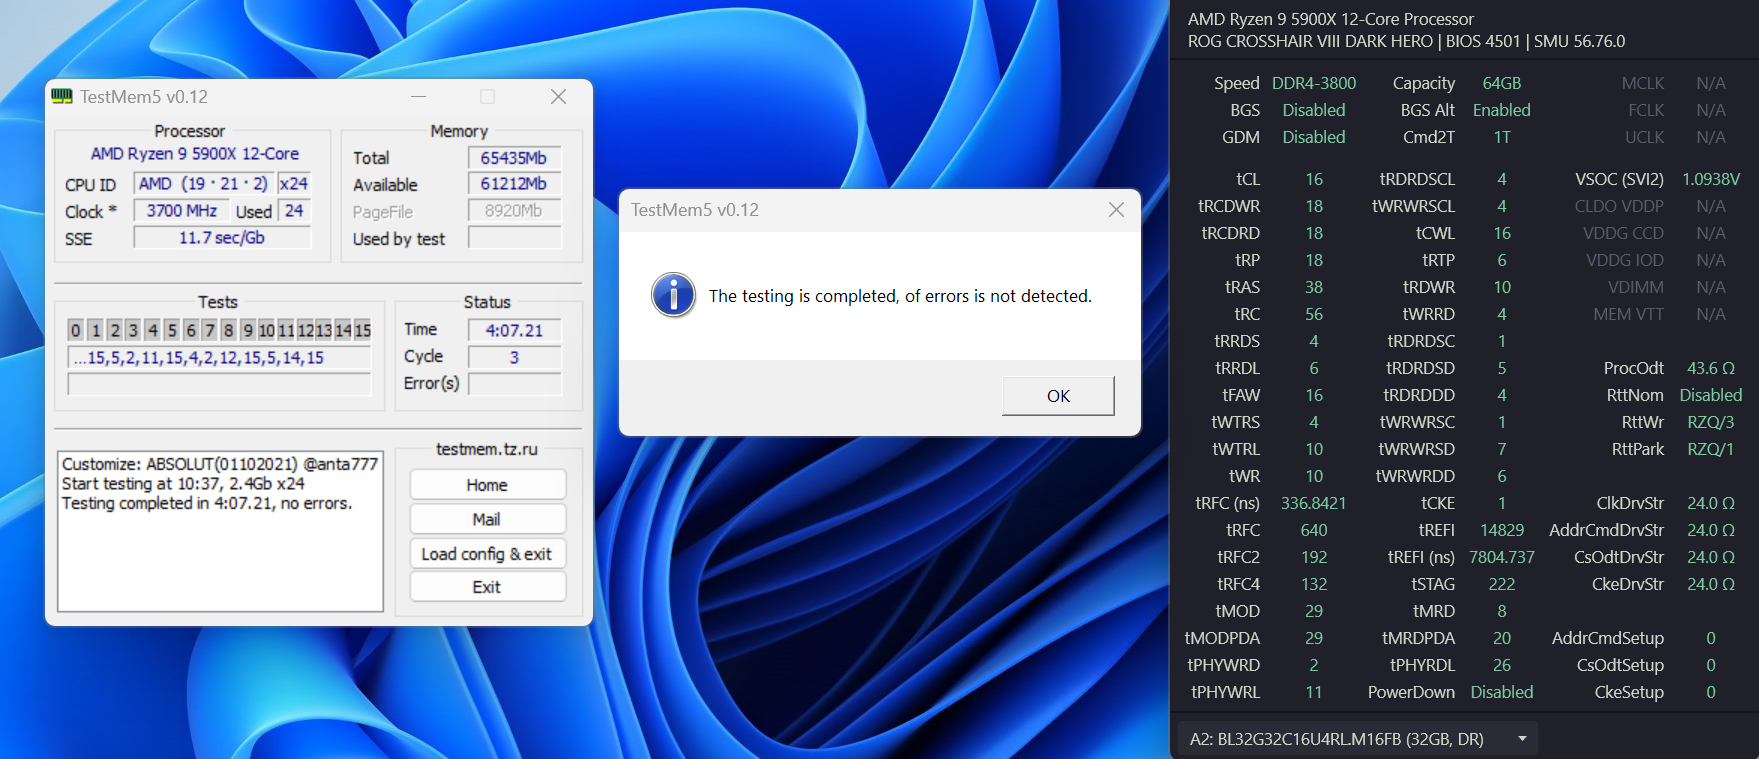 TestMem5 v0.12
Processor
AMD Ryzen 9 5900X 12-Core
CPU ID AMD (19 · 21 · 2) x24
Clock * 3700 MHz Used 24
SSE 11.7 sec/Gb
Memory
Total 65435Mb
Available 61212Mb
PageFile 8920Mb
Used by test
Tests
0 1 2 3 4 5 6 7 8 9 10 11 12 13 14 15
...15,5,2,11,15,4,2,12,15,5,14,15
Status
Time 4:07.21
Cycle 3
Error(s)
Customize: ABSOLUT(01102021) @anta777
Start testing at 10:37, 2.4Gb x24
Testing completed in 4:07.21, no errors.
testmem.tz.ru
Home
Mail
Load config & exit
Exit
TestMem5 v0.12
The testing is completed, of errors is not detected.
OK
AMD Ryzen 9 5900X 12-Core Processor
ROG CROSSHAIR VIII DARK HERO | BIOS 4501 | SMU 56.76.0
Speed DDR4-3800 Capacity 64GB MCLK N/A
BGS Disabled BGS Alt Enabled FCLK N/A
GDM Disabled Cmd2T 1T UCLK N/A
tCL 16 tRDRDSCL 4 VSOC (SVI2) 1.0938V
tRCDWR 18 tWRWRSCL 4 CLDO VDDP N/A
tRCDRD 18 tCWL 16 VDDG CCD N/A
tRP 18 tRTP 6 VDDG IOD N/A
tRAS 38 tRDWR 10 VDIMM N/A
tRC 56 tWRRD 4 MEM VTT N/A
tRRDS 4 tRDRDSC 1
tRRDL 6 tRDRDSD 5 ProcOdt 43.6 Ω
tFAW 16 tRDRDDD 4 RttNom Disabled
tWTRS 4 tWRWRSC 1 RttWr RZQ/3
tWTRL 10 tWRWRSD 7 RttPark RZQ/1
tWR 10 tWRWRDD 6
tRFC (ns) 336.8421 tCKE 1 ClkDrvStr 24.0 Ω
tRFC 640 tREFI 14829 AddrCmdDrvStr 24.0 Ω
tRFC2 192 tREFI (ns) 7804.737 CsOdtDrvStr 24.0 Ω
tRFC4 132 tSTAG 222 CkeDrvStr 24.0 Ω
tMOD 29 tMRD 8
tMODPDA 29 tMRDPDA 20 AddrCmdSetup 0
tPHYWRD 2 tPHYRDL 26 CsOdtSetup 0
tPHYWRL 11 PowerDown Disabled CkeSetup 0
A2: BL32G32C16U4RL.M16FB (32GB, DR)